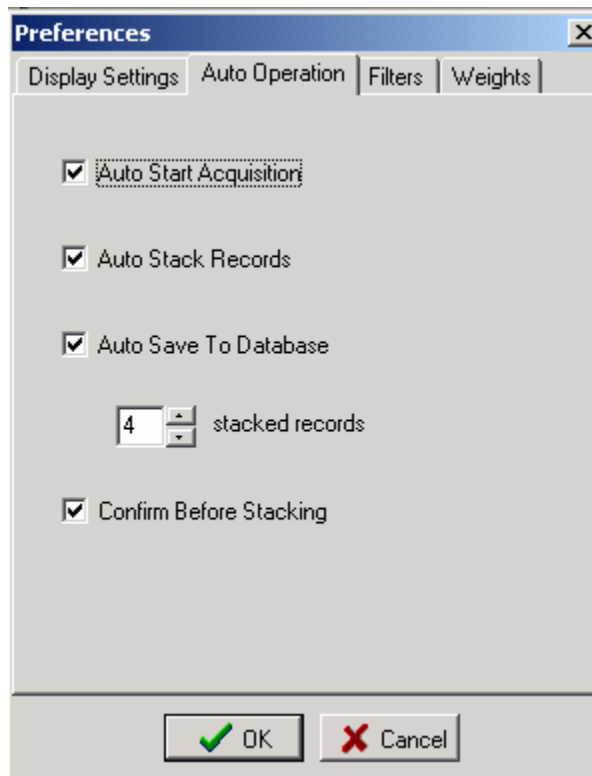 Preferences
Display Settings Auto Operation Filters Weights
Auto Start Acquisition
Auto Stack Records
Auto Save To Database
4 stacked records
Confirm Before Stacking
OK Cancel